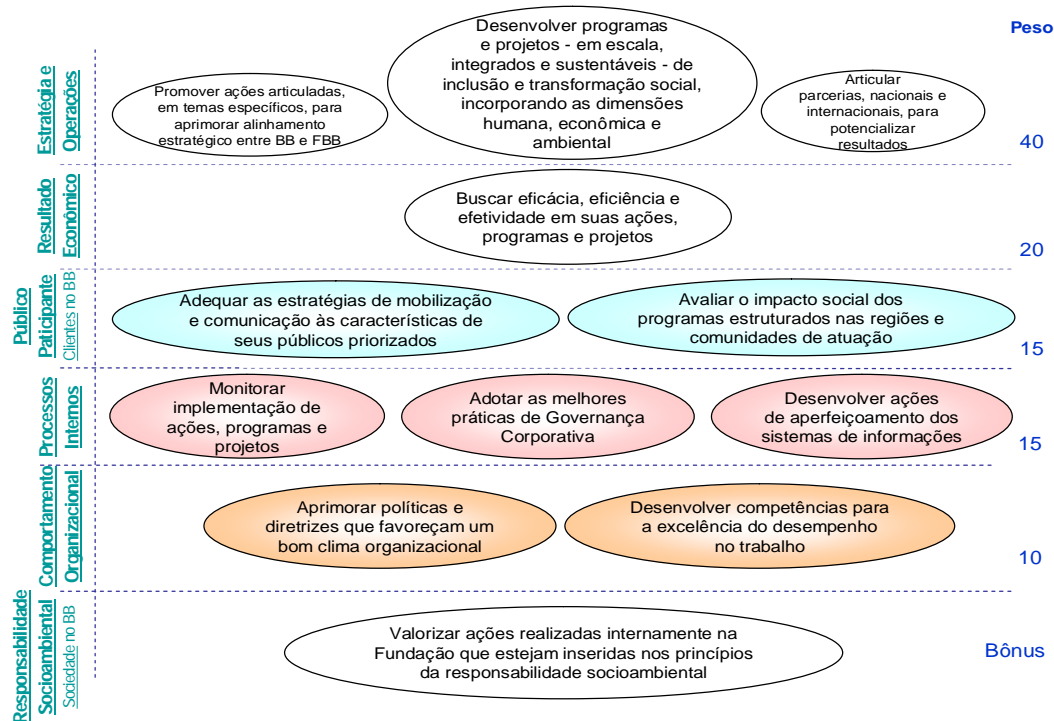 Peso
Estratégia e
Operações
Promover ações articuladas,
em temas específicos, para
aprimorar alinhamento
estratégico entre BB e FBB
Desenvolver programas
e projetos - em escala,
integrados e sustentáveis - de
inclusão e transformação social,
incorporando as dimensões
humana, econômica e
ambiental
Articular
parcerias, nacionais e
internacionais, para
potencializar
resultados
40
Resultado
Econômico
Buscar eficácia, eficiência e
efetividade em suas ações,
programas e projetos
20
Público
Paticipante
Clientes no BB
Adequar as estratégias de mobilização
e comunicação às características de
seus públicos priorizados
Avaliar o impacto social dos
programas estruturados nas regiões e
comunidades de atuação
15
Processos
Internos
Monitorar
implementação de
ações, programas e
projetos
Adotar as melhores
práticas de Governança
Corporativa
Desenvolver ações
de aperfeiçoamento dos
sistemas de informações
15
Comportamento
Organizacional
Aprimorar políticas e
diretrizes que favoreçam um
bom clima organizacional
Desenvolver competências para
a excelência do desempenho
no trabalho
10
Responsabilidade
Socioambiental
Sociedade no BB
Valorizar ações realizadas internamente na
Fundação que estejam inseridas nos princípios
da responsabilidade socioambiental
Bônus